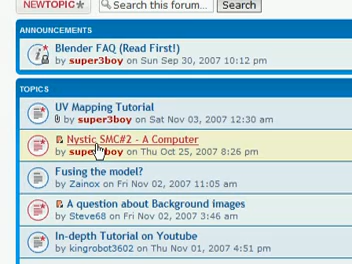 NEWTOPIC
Search this forum...
Search
ANNOUNCEMENTS
Blender FAQ (Read First!)
by super3boy on Sun Sep 30, 2007 10:12 pm
TOPICS
UV Mapping Tutorial
by super3boy on Sat Nov 03, 2007 12:30 am
Nystic SMC#2 - A Computer
by super3boy on Thu Oct 25, 2007 8:26 pm
Fusing the model?
by Zainox on Fri Nov 02, 2007 11:05 am
A question about Background images
by Steve68 on Fri Nov 02, 2007 3:46 am
In-depth Tutorial on Youtube
by kingrobot3602 on Thu Nov 01, 2007 4:51 pm